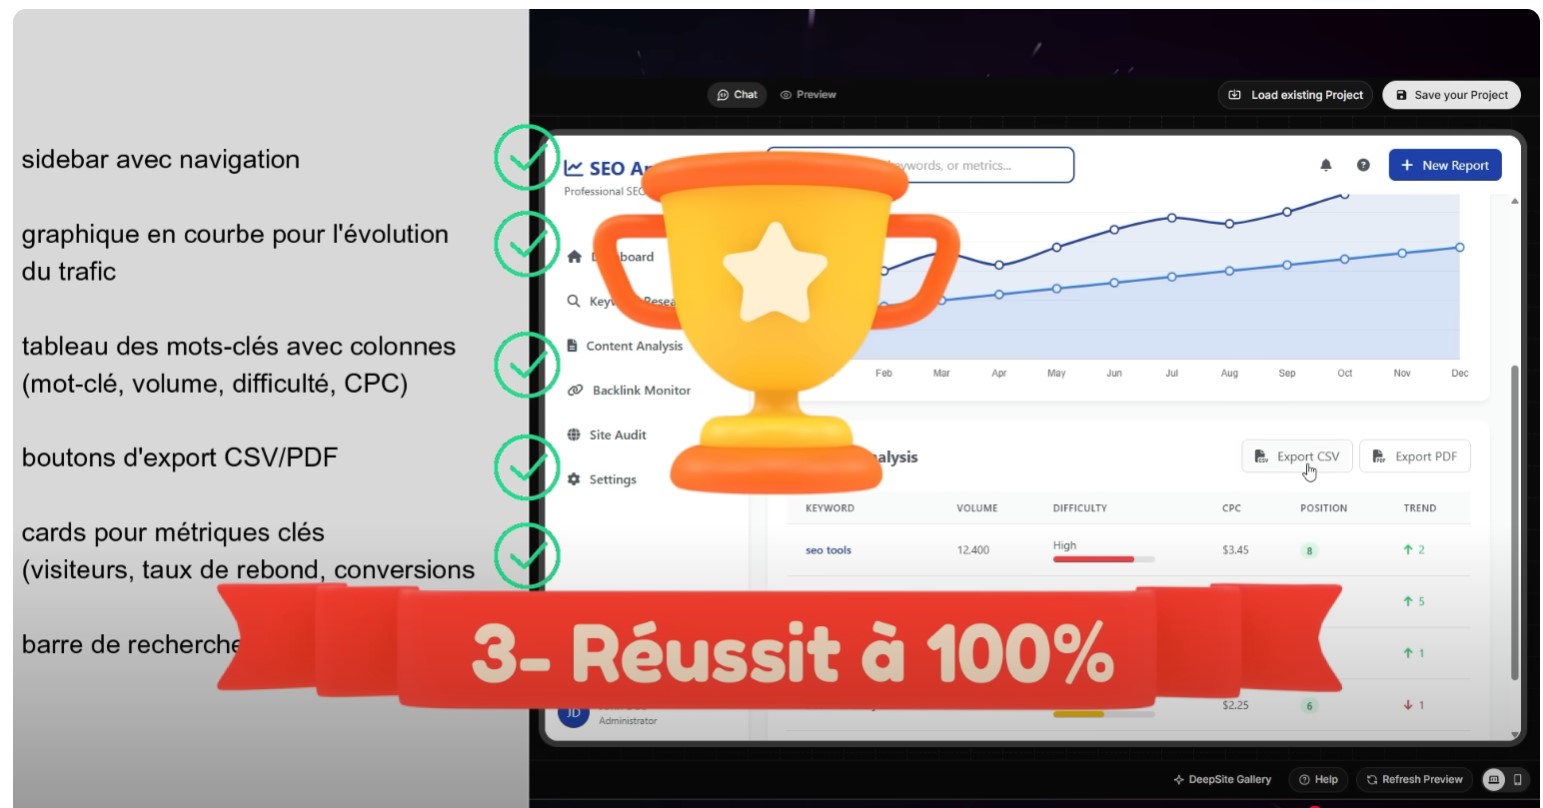 Chat
Preview
Load existing Project
Save your Project
sidebar avec navigation
graphique en courbe pour l'évolution
du trafic
tableau des mots-clés avec colonnes
(mot-clé, volume, difficulté, CPC)
boutons d'export CSV/PDF
cards pour métriques clés
(visiteurs, taux de rebond, conversions
barre de recherche
SEO
Professional SEO
or metrics...
+ New Report
Content Analysis
Backlink Monitor
Site Audit
Settings
Feb Mar Apr May Jun Jul Aug Sep Oct Nov Dec
Export CSV
Export PDF
KEYWORD VOLUME DIFFICULTY CPC POSITION TREND
seo tools 12,400 High $3.45 8 ↑ 2
↑ 5
↑ 1
$2.25 6 ↓ 1
3- Réussit à 100%
JD
Administrator
DeepSite Gallery
Help
Refresh Preview